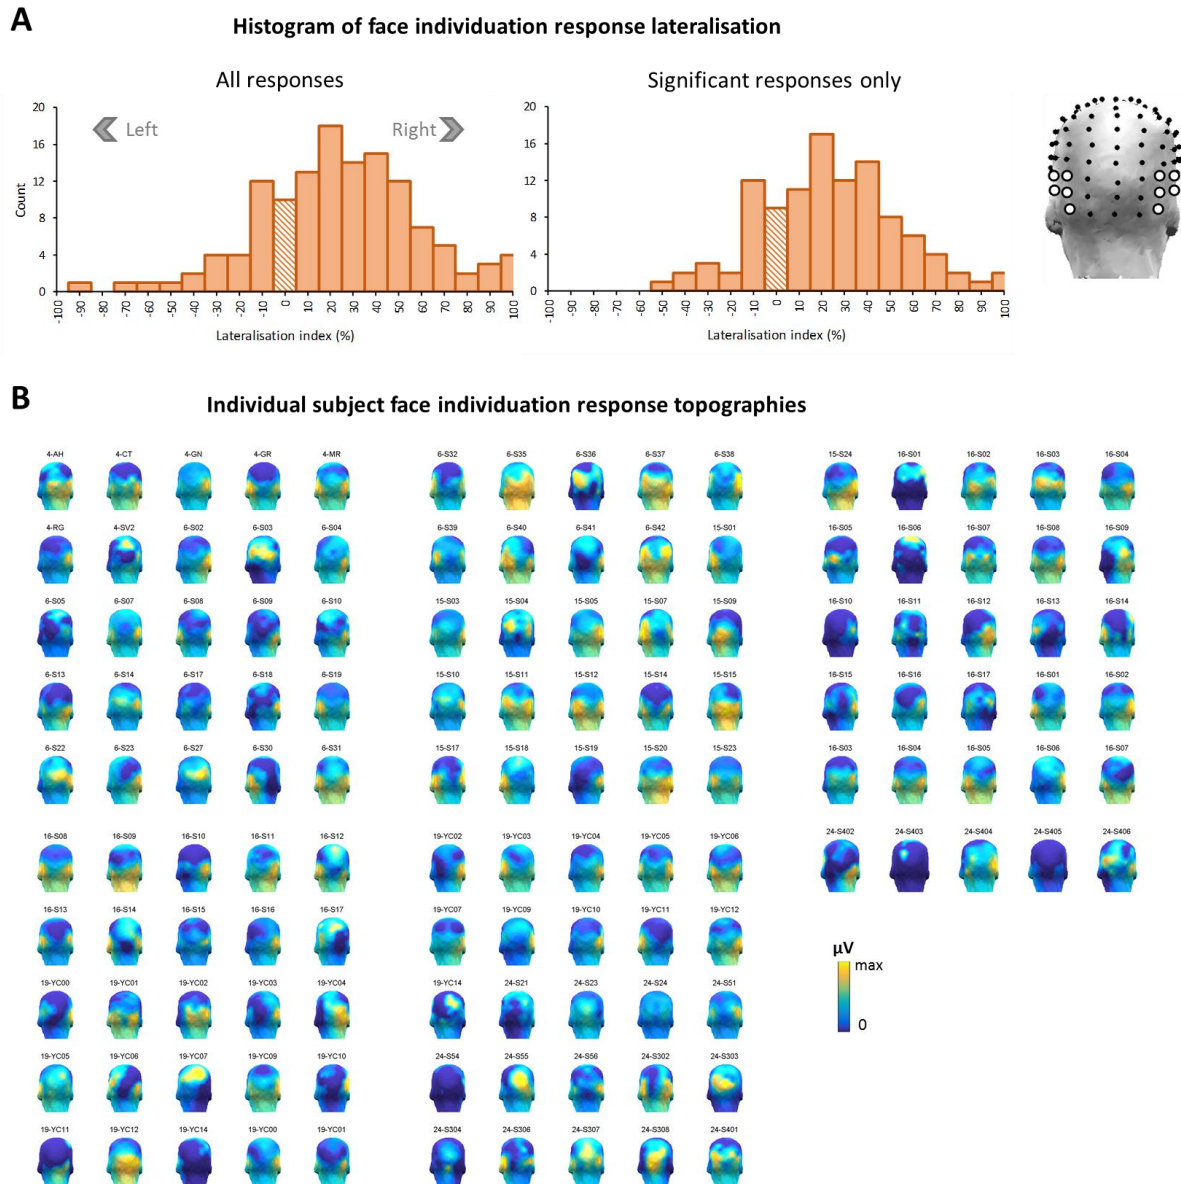 A
Histogram of face individuation response lateralisation
All responses
Significant responses only
Left
Right
Count
20
16
12
8
4
0
-100 -90 -80 -70 -60 -50 -40 -30 -20 -10 0 10 20 30 40 50 60 70 80 90 100
Lateralisation index (%)
20
16
12
8
4
0
-100 -90 -80 -70 -60 -50 -40 -30 -20 -10 0 10 20 30 40 50 60 70 80 90 100
Lateralisation index (%)
B
Individual subject face individuation response topographies
4-AH 4-CT 4-GN 4-GR 4-MR
4-RG 4-SV2 6-S02 6-S03 6-S04
6-S05 6-S07 6-S08 6-S09 6-S10
6-S13 6-S14 6-S17 6-S18 6-S19
6-S22 6-S23 6-S27 6-S30 6-S31
6-S32 6-S35 6-S36 6-S37 6-S38
6-S39 6-S40 6-S41 6-S42 15-S01
15-S03 15-S04 15-S05 15-S07 15-S09
15-S10 15-S11 15-S12 15-S14 15-S15
15-S17 15-S18 15-S19 15-S20 15-S23
15-S24 16-S01 16-S02 16-S03 16-S04
16-S05 16-S06 16-S07 16-S08 16-S09
16-S10 16-S11 16-S12 16-S13 16-S14
16-S15 16-S16 16-S17 16-S01 16-S02
16-S03 16-S04 16-S05 16-S06 16-S07
16-S08 16-S09 16-S10 16-S11 16-S12
16-S13 16-S14 16-S15 16-S16 16-S17
19-YC00 19-YC01 19-YC02 19-YC03 19-YC04
19-YC05 19-YC06 19-YC07 19-YC09 19-YC10
19-YC11 19-YC12 19-YC14 19-YC00 19-YC01
19-YC02 19-YC03 19-YC04 19-YC05 19-YC06
19-YC07 19-YC09 19-YC10 19-YC11 19-YC12
19-YC14 24-S21 24-S23 24-S24 24-S51
24-S54 24-S55 24-S56 24-S302 24-S303
24-S304 24-S306 24-S307 24-S308 24-S401
24-S402 24-S403 24-S404 24-S405 24-S406
µV
max
0